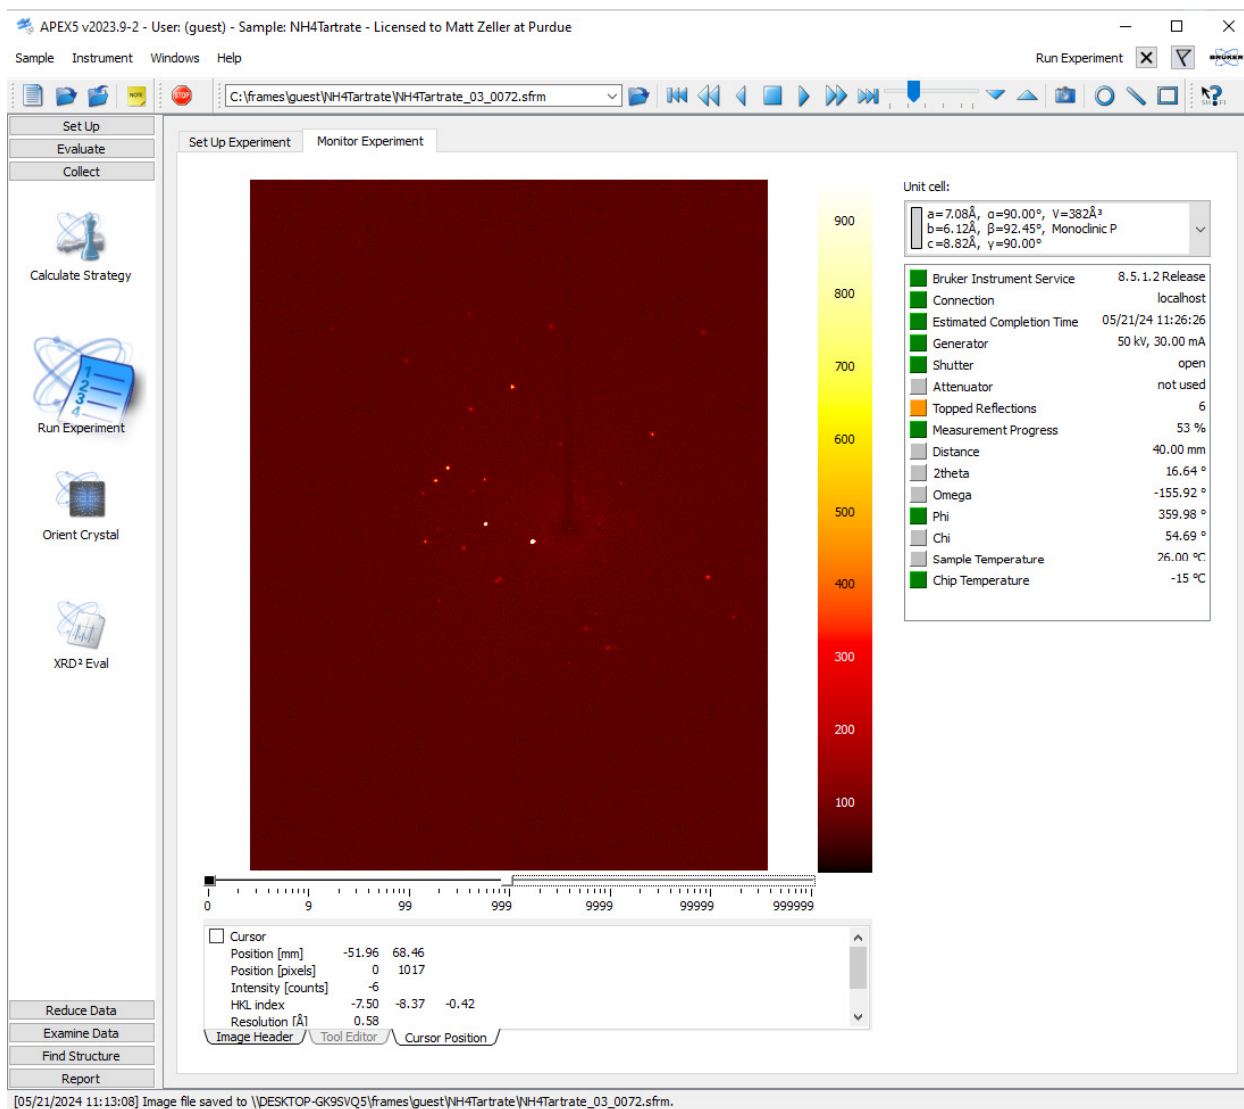 APEX5 v2023.9-2 - User: (guest) - Sample: NH4Tartrate - Licensed to Matt Zeller at Purdue
Sample Instrument Windows Help
Run Experiment
BRUKER
NOTE
STOP
C:\frames\guest\NH4Tartrate\NH4Tartrate_03_0072.sfrm
Set Up
Evaluate
Collect
Calculate Strategy
Run Experiment
Orient Crystal
XRD² Eval
Reduce Data
Examine Data
Find Structure
Report
Set Up Experiment
Monitor Experiment
900
800
700
600
500
400
300
200
100
0 9 99 999 9999 99999 999999
Cursor
Position [mm] -51.96 68.46
Position [pixels] 0 1017
Intensity [counts] -6
HKL index -7.50 -8.37 -0.42
Resolution [Å] 0.58
Image Header
Tool Editor
Cursor Position
Unit cell:
a=7.08Å, α=90.00°, V=382Å³
b=6.12Å, β=92.45°, Monoclinic P
c=8.82Å, γ=90.00°
Bruker Instrument Service 8.5.1.2 Release
Connection localhost
Estimated Completion Time 05/21/24 11:26:26
Generator 50 kV, 30.00 mA
Shutter open
Attenuator not used
Topped Reflections 6
Measurement Progress 53 %
Distance 40.00 mm
2theta 16.64 °
Omega -155.92 °
Phi 359.98 °
Chi 54.69 °
Sample Temperature 26.00 ºC
Chip Temperature -15 ºC
[05/21/2024 11:13:08] Image file saved to \\DESKTOP-GK9SVQ5\frames\guest\NH4Tartrate\NH4Tartrate_03_0072.sfrm.